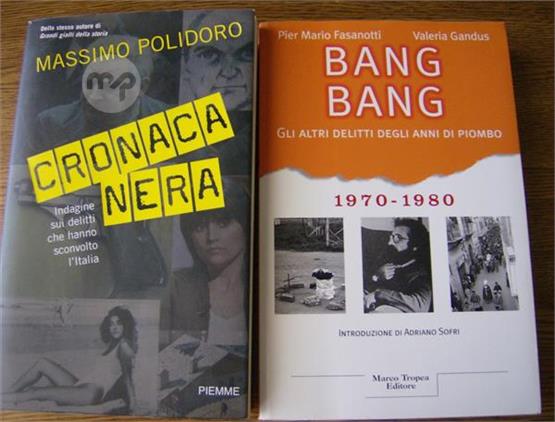 Dello stesso autore di
Grandi gialli della storia
MASSIMO POLIDORO
mp
CRONACA
NERA
Indagine
sui delitti
che hanno
sconvolto
l'Italia
PIEMME
Pier Mario Fasanotti Valeria Gandus
BANG
BANG
GLI ALTRI DELITTI DEGLI ANNI DI PIOMBO
1970-1980
INTRODUZIONE DI ADRIANO SOFRI
Marco Tropea
Editore